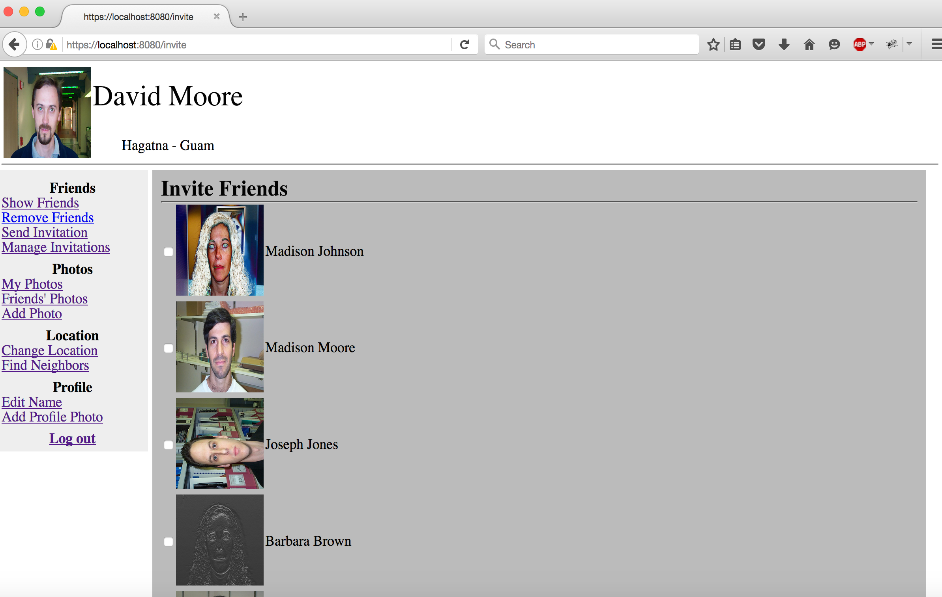 https://localhost:8080/invite
https://localhost:8080/invite
Search
ABP
David Moore
Hagatna - Guam
Friends
Show Friends
Remove Friends
Send Invitation
Manage Invitations
Photos
My Photos
Friends' Photos
Add Photo
Location
Change Location
Find Neighbors
Profile
Edit Name
Add Profile Photo
Log out
Invite Friends
Madison Johnson
Madison Moore
Joseph Jones
Barbara Brown